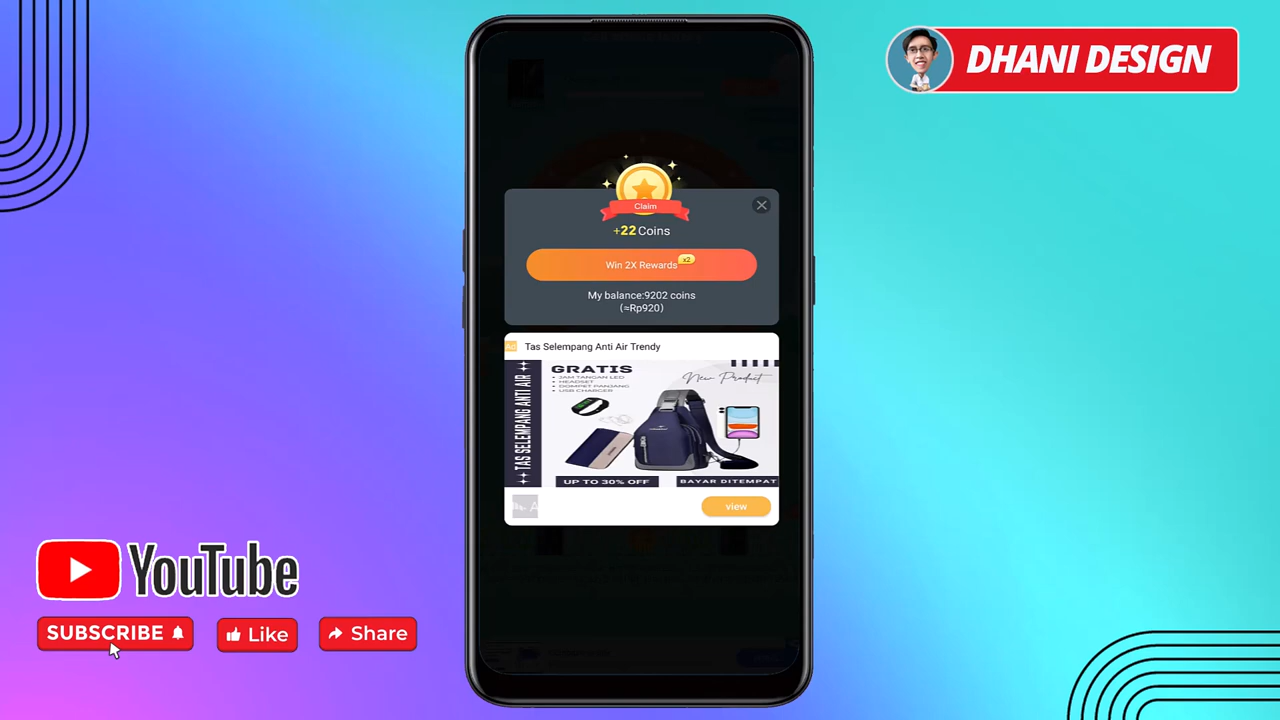 DHANI DESIGN
Claim
+22 Coins
Win 2X Rewards x2
My balance:9202 coins
(≈Rp920)
Ad
Tas Selempang Anti Air Trendy
TAS SELEMPANG ANTI AIR
GRATIS
• JAM TANGAN LED
• HEADSET
• DOMPET PANJANG
• USB CHARGER
New Product
UP TO 30% OFF
BAYAR DITEMPAT
view
YouTube
SUBSCRIBE
Like
Share